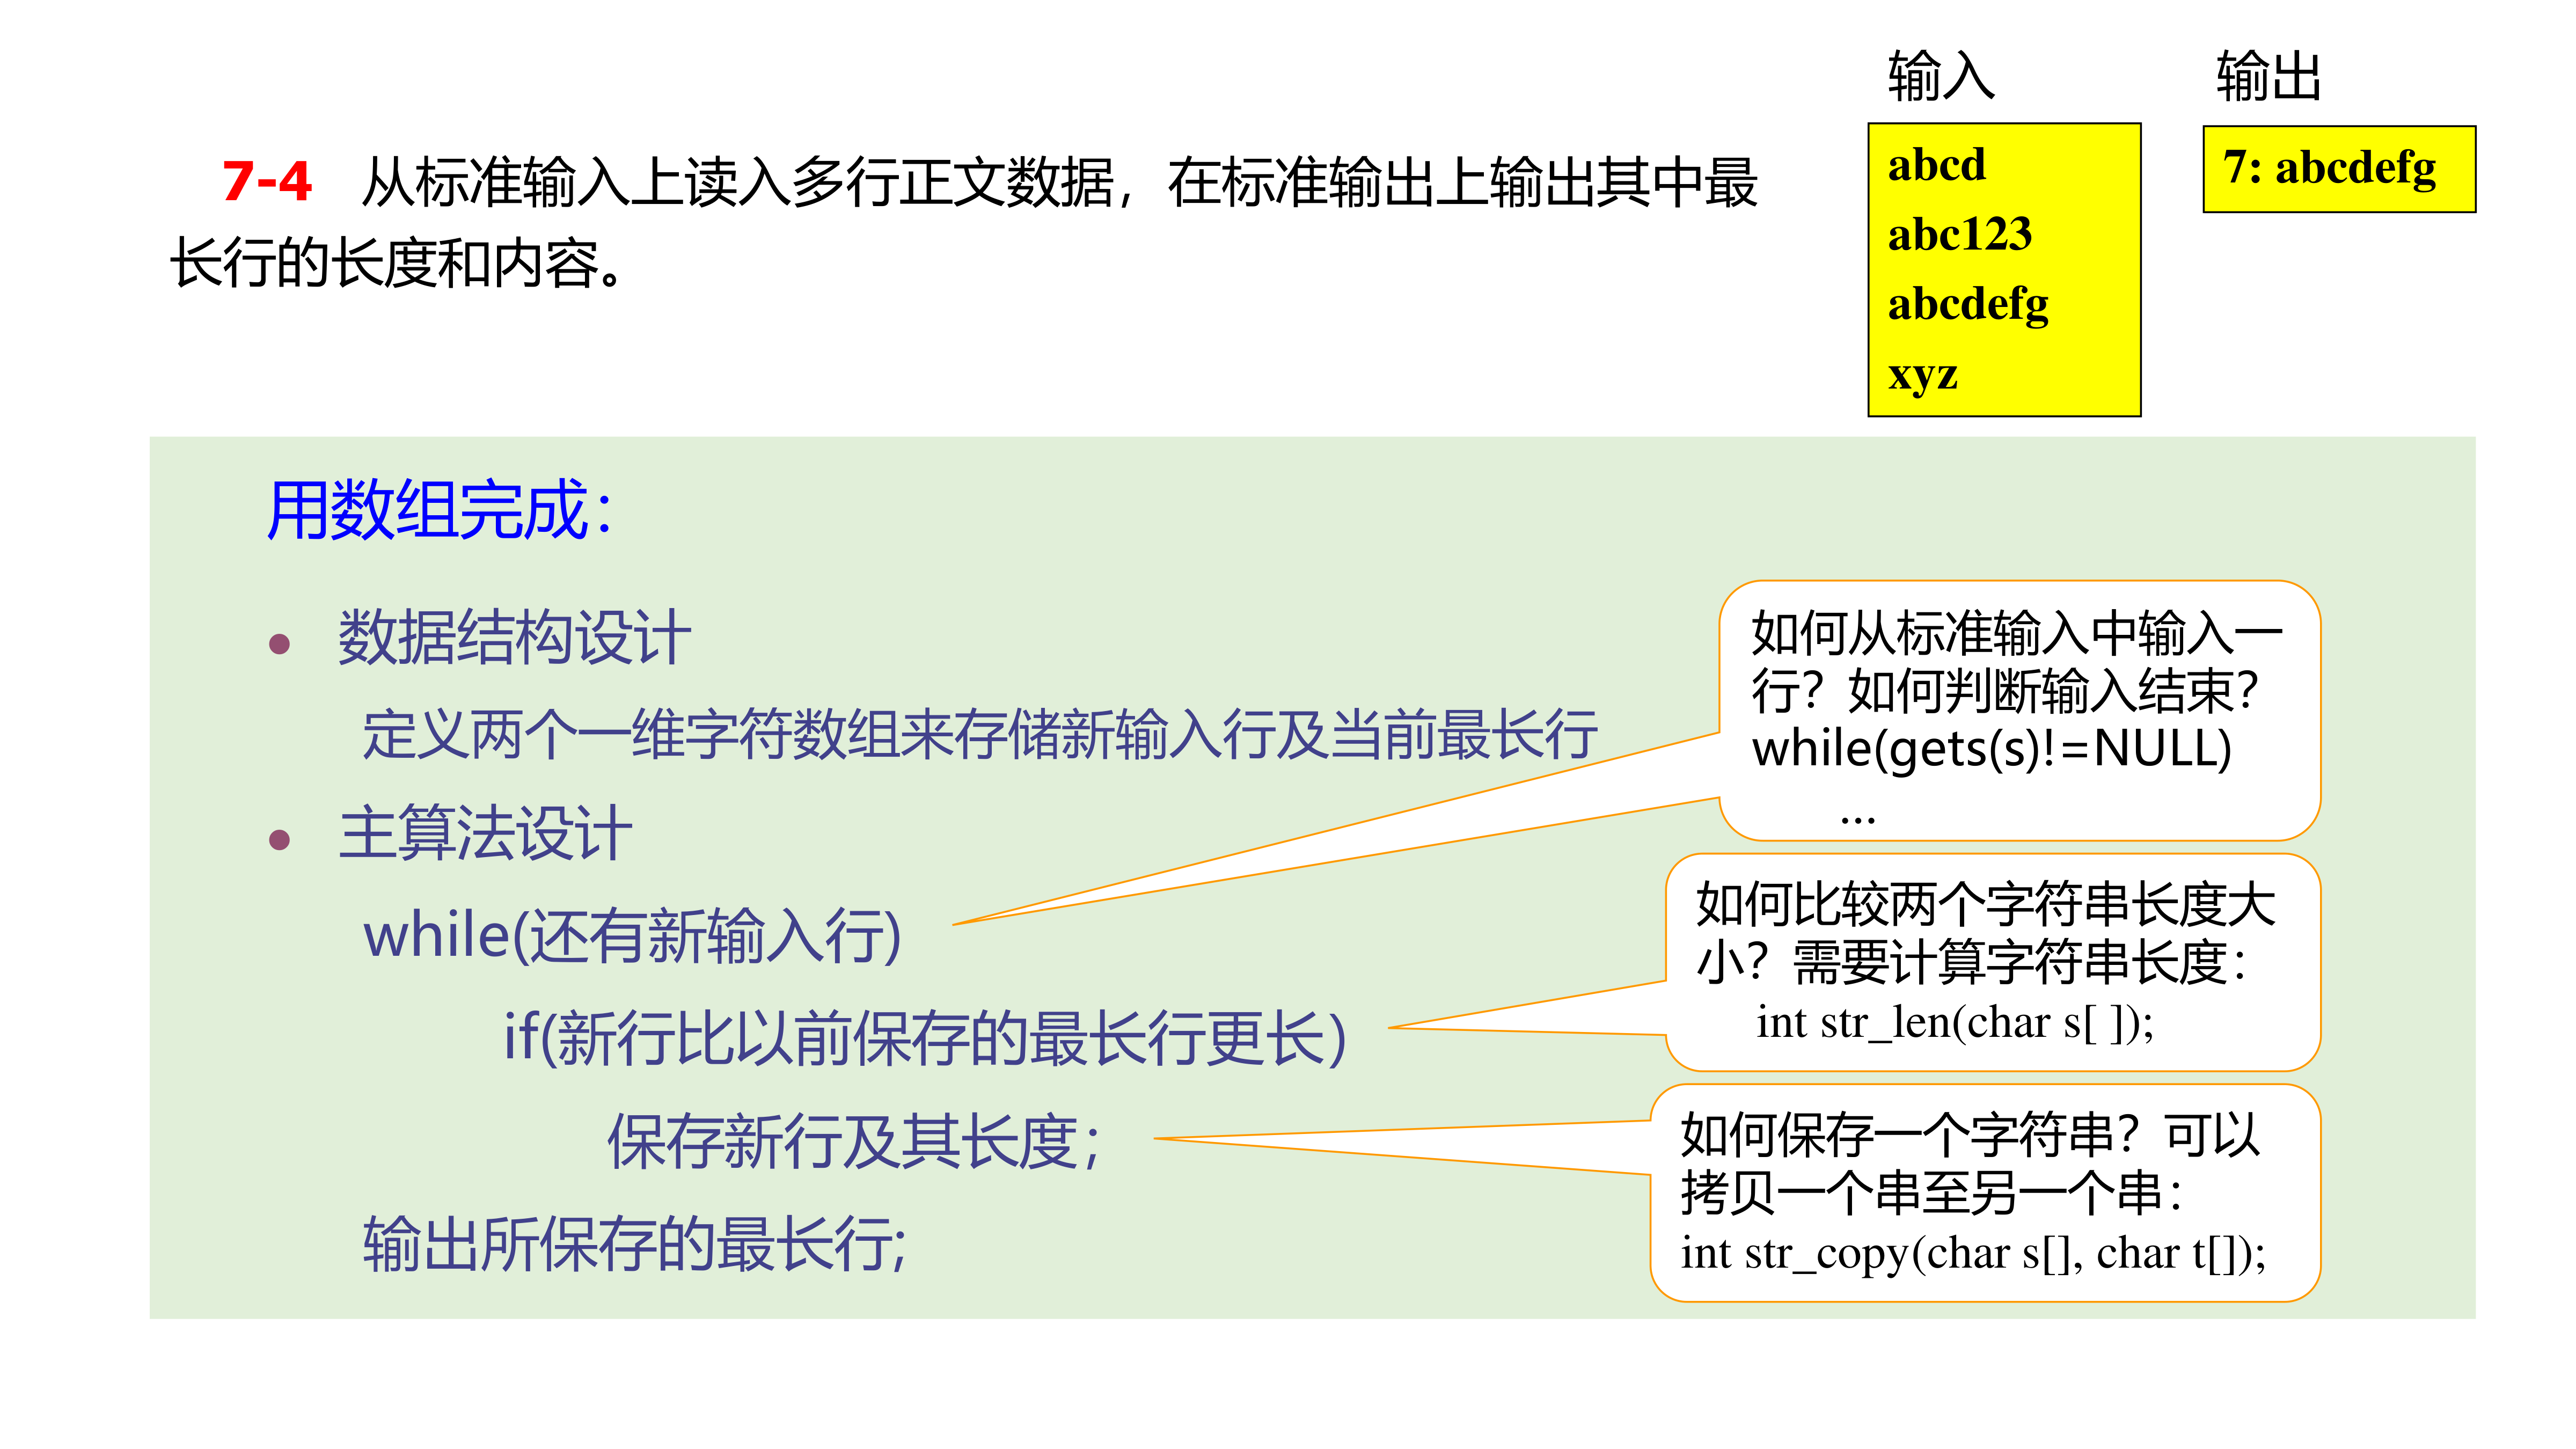 7-4 从标准输入上读入多行正文数据，在标准输出上输出其中最
长行的长度和内容。
输入
abcd
abc123
abcdefg
xyz
输出
7: abcdefg
用数组完成：
• 数据结构设计
定义两个一维字符数组来存储新输入行及当前最长行
• 主算法设计
while(还有新输入行)
if(新行比以前保存的最长行更长)
保存新行及其长度；
输出所保存的最长行;
如何从标准输入中输入一
行？如何判断输入结束？
while(gets(s)!=NULL)
...
如何比较两个字符串长度大
小？需要计算字符串长度：
int str_len(char s[ ]);
如何保存一个字符串？可以
拷贝一个串至另一个串：
int str_copy(char s[], char t[]);